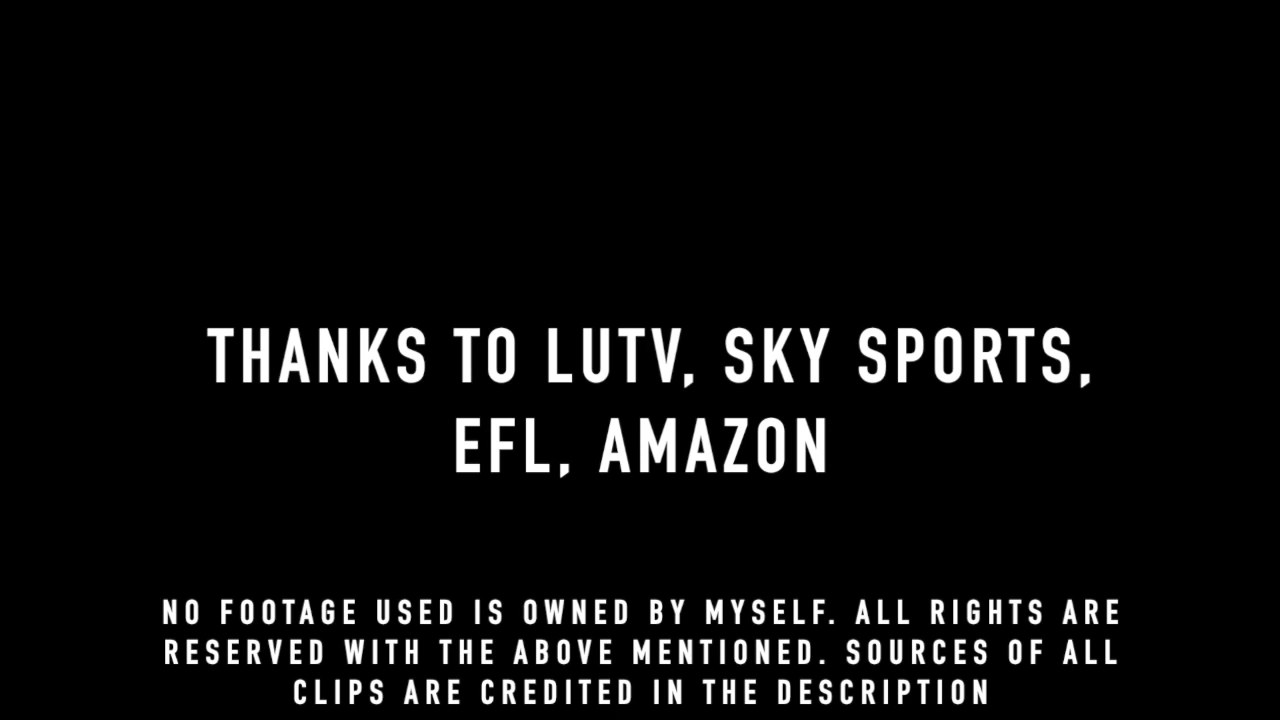 THANKS TO LUTV, SKY SPORTS,
EFL, AMAZON
NO FOOTAGE USED IS OWNED BY MYSELF. ALL RIGHTS ARE
RESERVED WITH THE ABOVE MENTIONED. SOURCES OF ALL
CLIPS ARE CREDITED IN THE DESCRIPTION